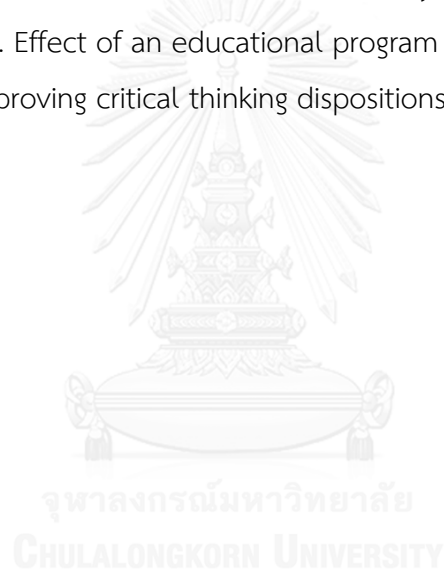 . Effect of an educational program
proving critical thinking dispositions
จุฬาลงกรณ์มหาวิทยาลัย
CHULALONGKORN UNIVERSITY